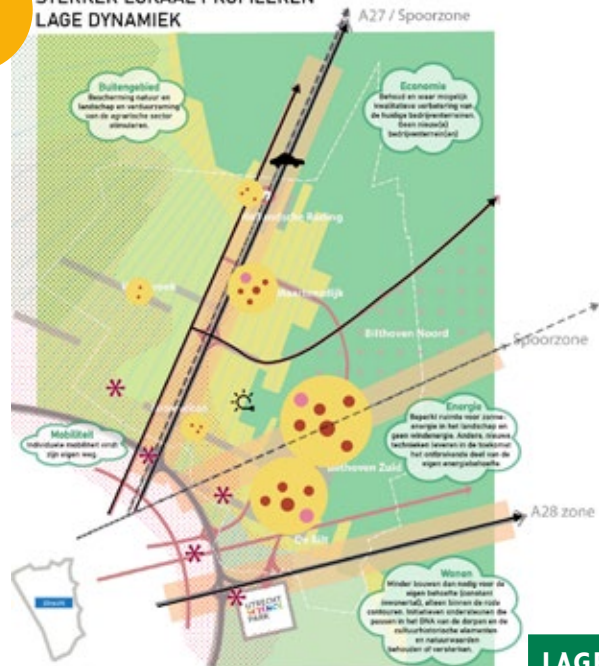 STERKER LOKAAL PROFILEREN
LAGE DYNAMIEK
A27 / Spoorzone
Buitengebied
Bescherming natuur en
landschap en verduurzaming
van de agrarische sector
stimuleren.
Economie
Behoud en waar mogelijk
kwalitatieve verbetering van
de huidige bedrijventerreinen.
Geen nieuw(e)
bedrijventerrein(en)
Hollandsche Rading
Maartensdijk
Bilthoven Noord
Spoorzone
Mobiliteit
Individuele mobiliteit vindt
zijn eigen weg.
Energie
Beperkt ruimte voor zonne-
energie in het landschap en
geen windenergie. Andere, nieuwe
technieken leveren in de toekomst
het ontbrekende deel van de
eigen energiebehoefte
Bilthoven Zuid
A28 zone
De Bilt
Wonen
Minder bouwen dan nodig voor de
eigen behoefte (constant
inwonertal), alleen binnen de rode
contouren. Initiatieven ondersteunen die
passen in het DNA van de dorpen en de
cultuurhistorische elementen
en natuurwaarden
behouden of versterken.
UTRECHT
SCIENCE
PARK
Utrecht
LAGE